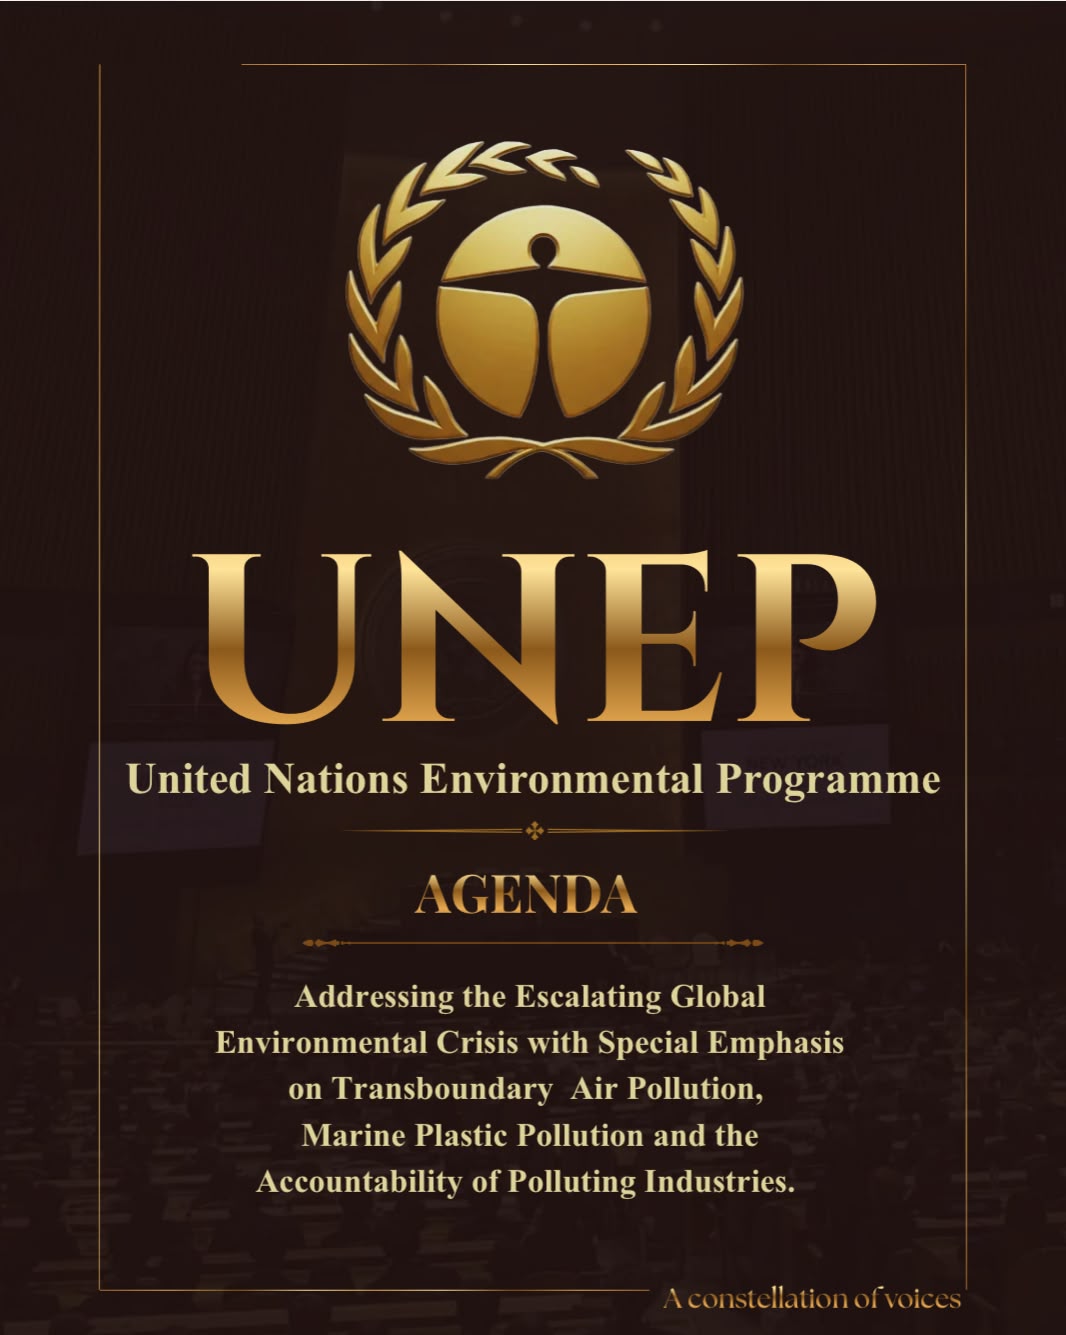 UNEP
United Nations Environmental Programme
AGENDA
Addressing the Escalating Global
Environmental Crisis with Special Emphasis
on Transboundary Air Pollution,
Marine Plastic Pollution and the
Accountability of Polluting Industries.
A constellation of voices